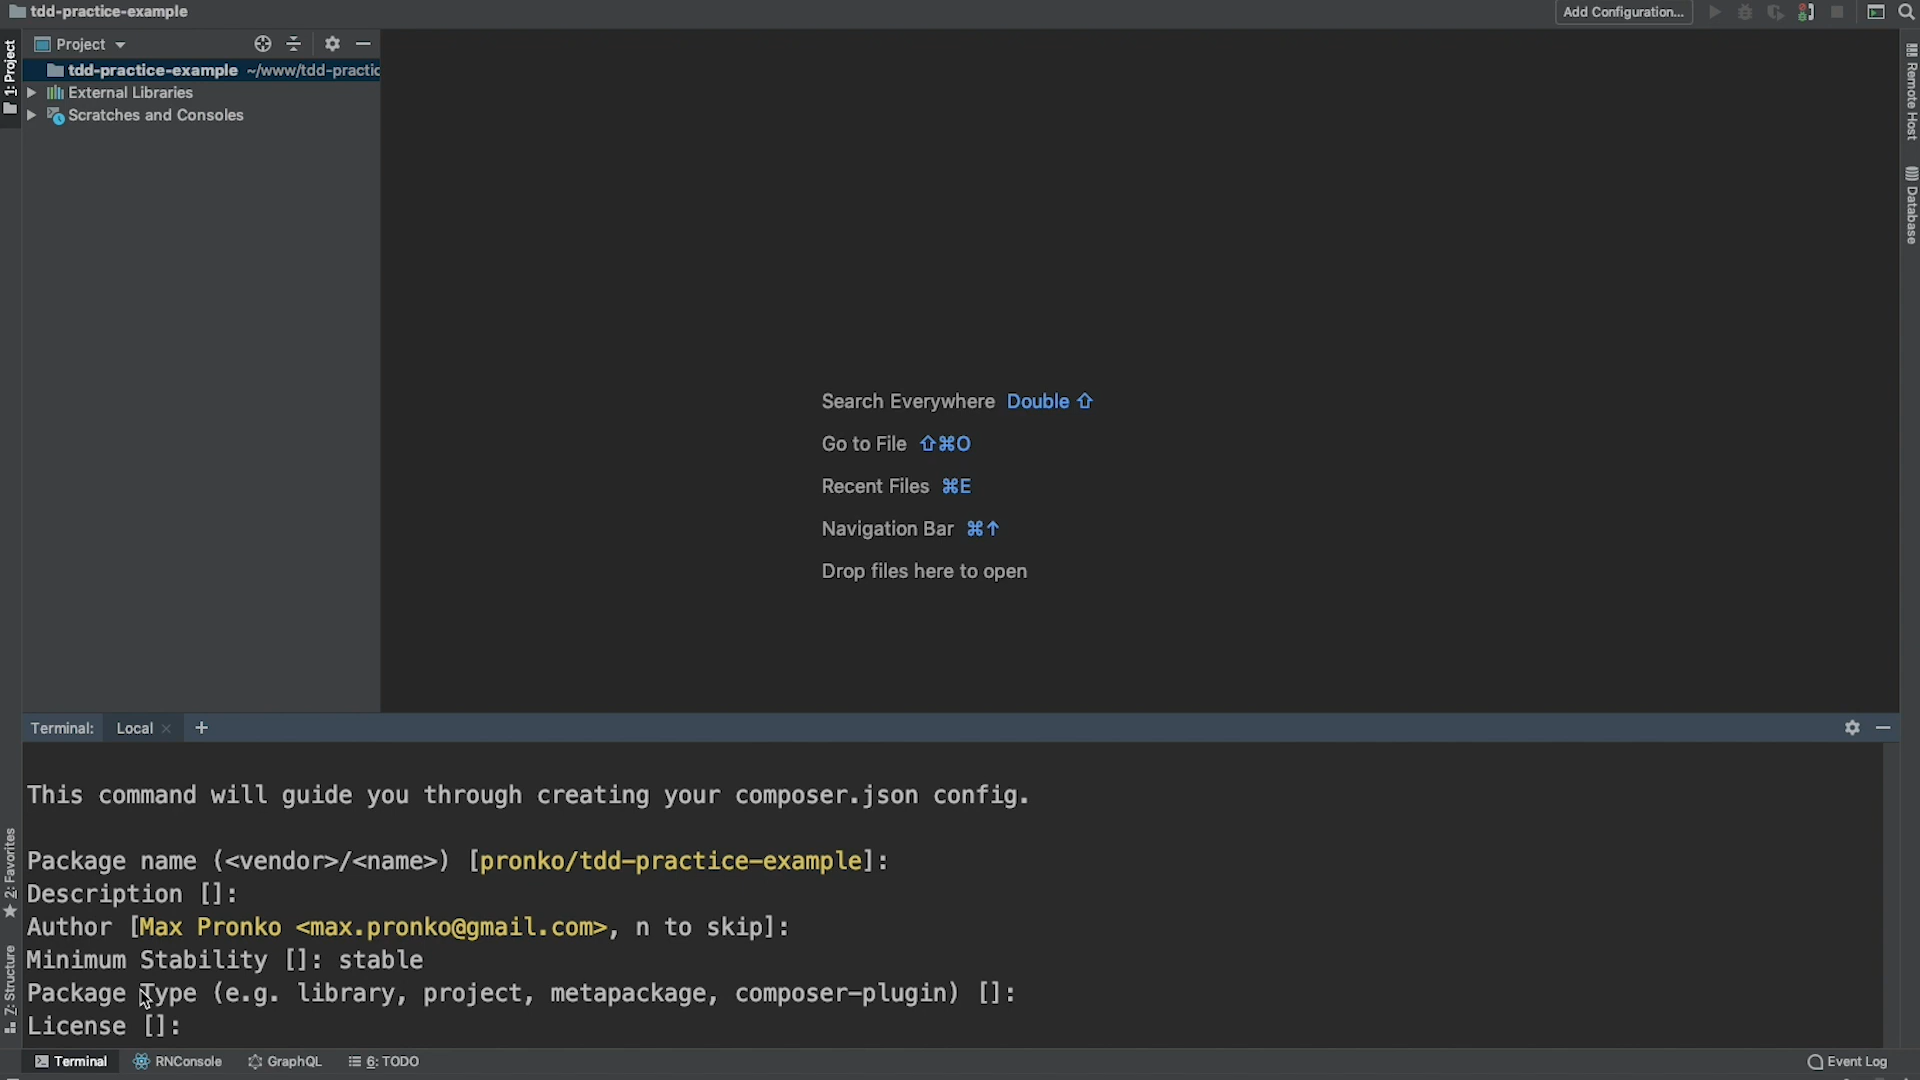 tdd-practice-example
Add Configuration...
1: Project
Project
tdd-practice-example ~/www/tdd-practic
External Libraries
Scratches and Consoles
Remote Host
Database
Search Everywhere Double ⇧
Go to File ⇧⌘O
Recent Files ⌘E
Navigation Bar ⌘↑
Drop files here to open
Terminal: Local × +
This command will guide you through creating your composer.json config.
Package name (<vendor>/<name>) [pronko/tdd-practice-example]:
Description []:
Author [Max Pronko <max.pronko@gmail.com>, n to skip]:
Minimum Stability []: stable
Package Type (e.g. library, project, metapackage, composer-plugin) []:
License []:
2: Favorites
Z: Structure
Terminal RNConsole GraphQL 6: TODO
Event Log